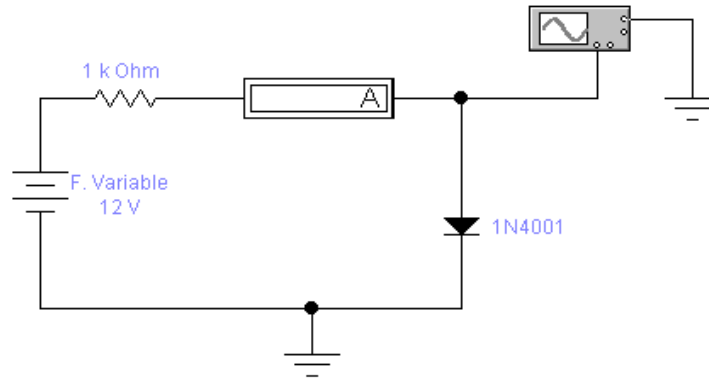 1 k Ohm
A
F. Variable
12 V
1N4001